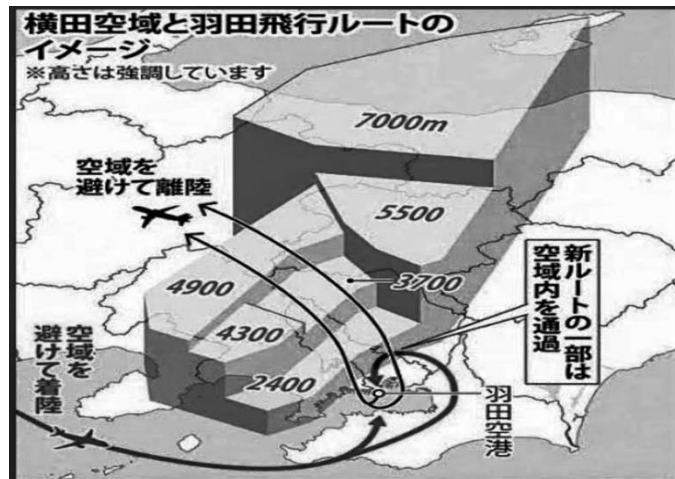 横田空域と羽田飛行ルートの
イメージ
※高さは強調しています
7000m
空域を
避けて離陸
5500
3700
4900
4300
2400
新ルートの一部は
空域内を通過
空域を
避けて着陸
羽田空港